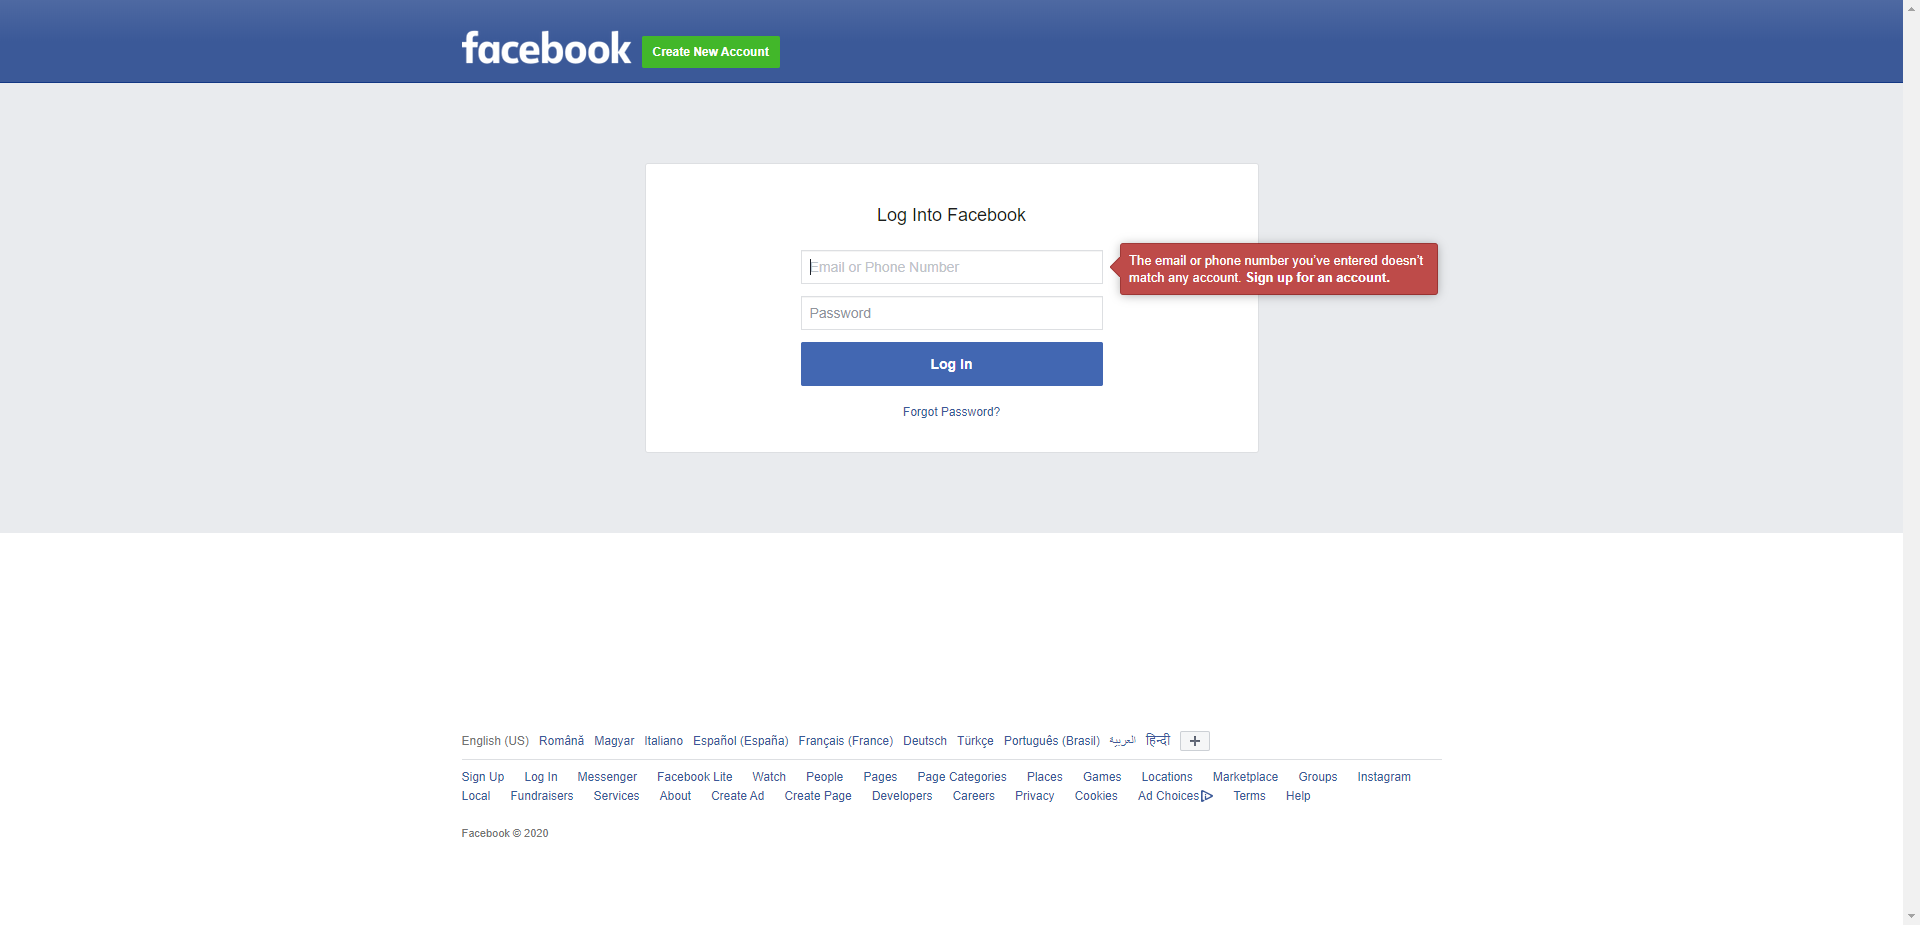 facebook
Create New Account
Log Into Facebook
Email or Phone Number
The email or phone number you've entered doesn't
match any account. Sign up for an account.
Password
Log In
Forgot Password?
English (US) Română Magyar Italiano Español (España) Français (France) Deutsch Türkçe Português (Brasil) العربية हिन्दी
Sign Up Log In Messenger Facebook Lite Watch People Pages Page Categories Places Games Locations Marketplace Groups Instagram
Local Fundraisers Services About Create Ad Create Page Developers Careers Privacy Cookies Ad Choices Terms Help
Facebook © 2020